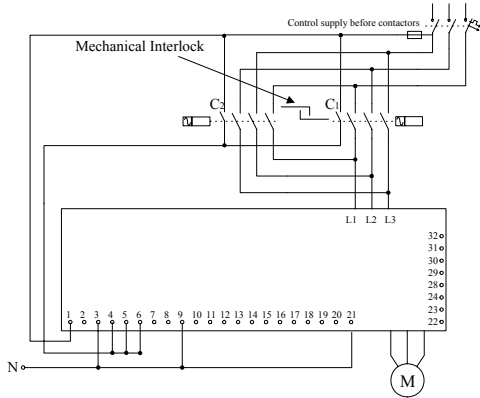 Control supply before contactors
Mechanical Interlock
C2
C1
L1 L2 L3
32
31
30
29
28
24
23
22
1 2 3 4 5 6 7 8 9 10 11 12 13 14 15 16 17 18 19 20 21
N
M